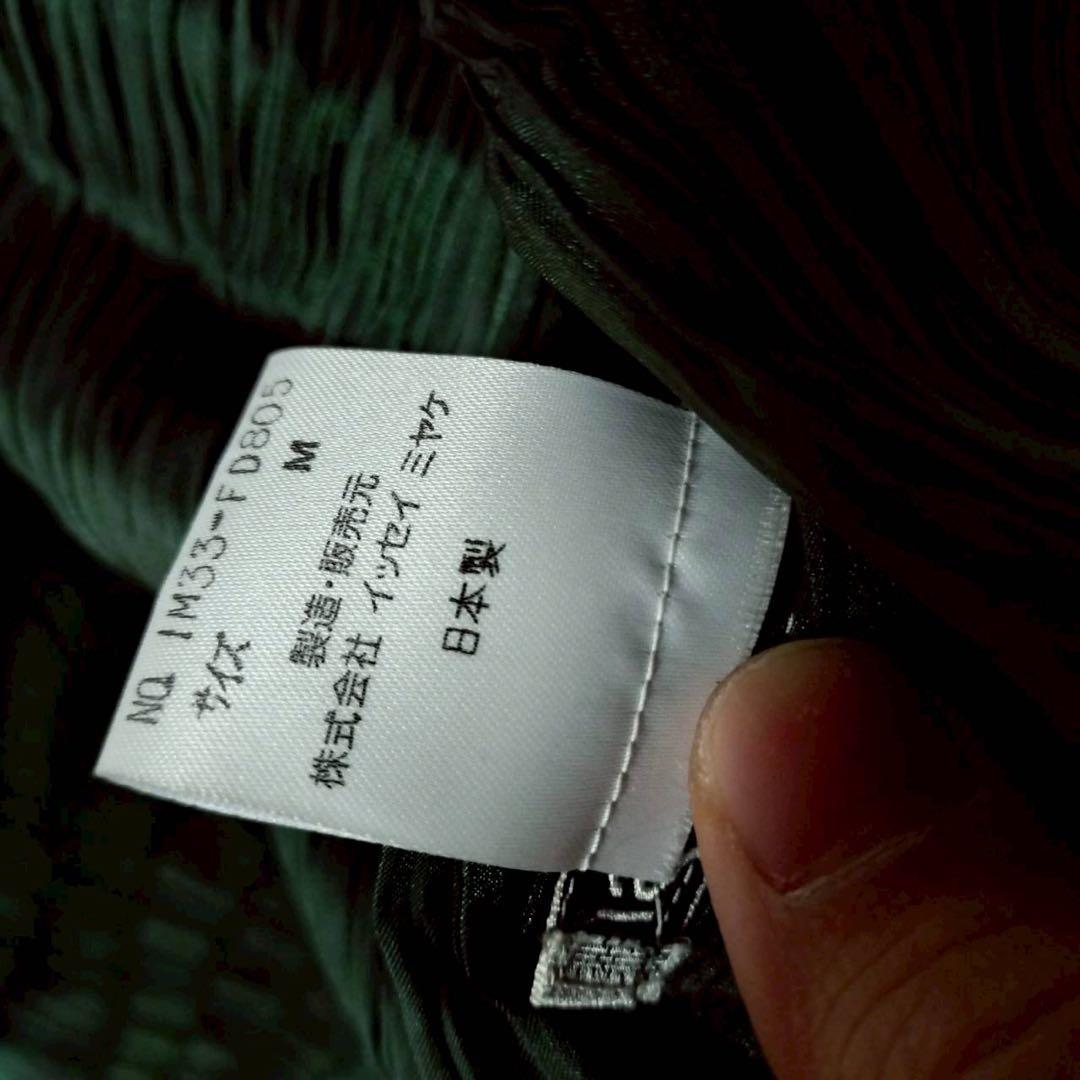 NO. IM33-FD805
サイズ M
製造・販売元
株式会社 イッセイ ミヤケ
日本製